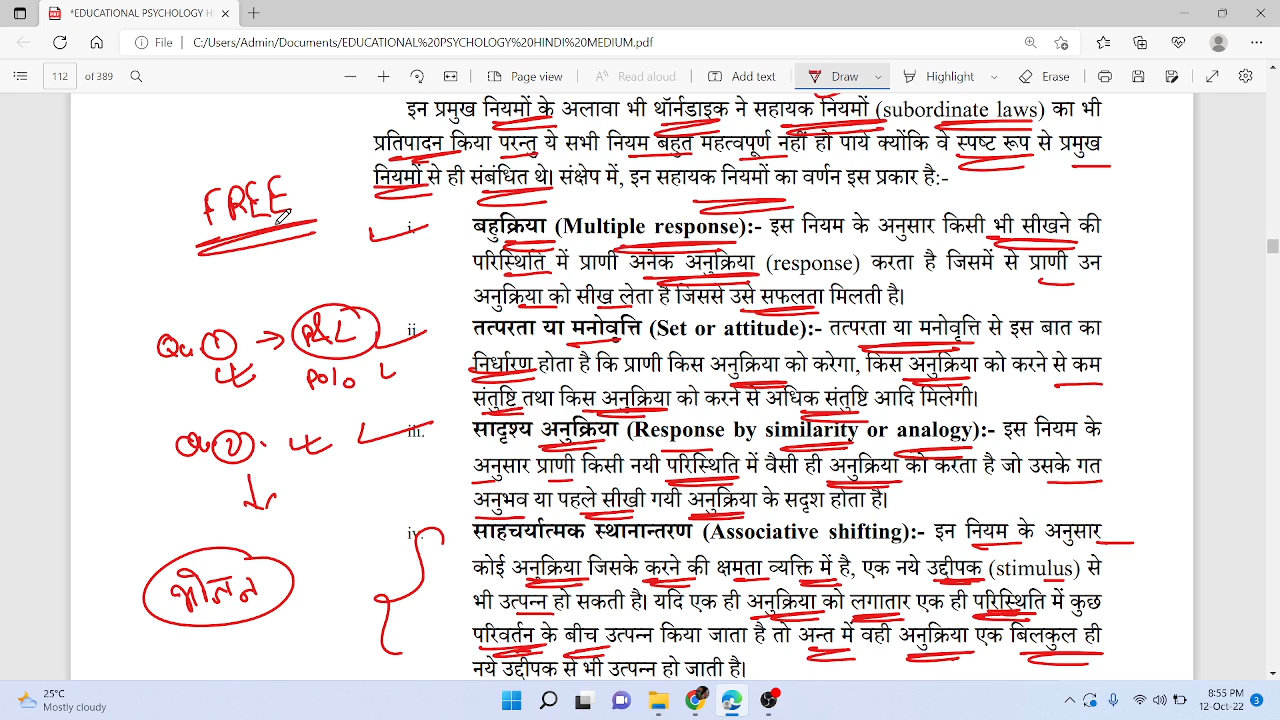 *EDUCATIONAL PSYCHOLOGY H
File C:/Users/Admin/Documents/EDUCATIONAL%20PSYCHOLOGY%20HINDI%20MEDIUM.pdf
112 of 389 Page view Read aloud Add text Draw Highlight Erase
इन प्रमुख नियमों के अलावा भी थॉर्नडाइक ने सहायक नियमों (subordinate laws) का भी
प्रतिपादन किया परन्तु ये सभी नियम बहुत महत्वपूर्ण नहीं हो पाये क्योंकि वे स्पष्ट रूप से प्रमुख
नियमों से ही संबंधित थे। संक्षेप में, इन सहायक नियमों का वर्णन इस प्रकार है:-
FREE
i. बहुक्रिया (Multiple response):- इस नियम के अनुसार किसी भी सीखने की
परिस्थिति में प्राणी अनेक अनुक्रिया (response) करता है जिसमें से प्राणी उन
अनुक्रिया को सीख लेता है जिससे उसे सफलता मिलती है।
ii तत्परता या मनोवृत्ति (Set or attitude):- तत्परता या मनोवृत्ति से इस बात का
निर्धारण होता है कि प्राणी किस अनुक्रिया को करेगा, किस अनुक्रिया को करने से कम
polo
संतुष्टि तथा किस अनुक्रिया को करने से अधिक संतुष्टि आदि मिलेगी।
iii. सादृश्य अनुक्रिया (Response by similarity or analogy):- इस नियम के
अनुसार प्राणी किसी नयी परिस्थिति में वैसी ही अनुक्रिया को करता है जो उसके गत
अनुभव या पहले सीखी गयी अनुक्रिया के सदृश होता है।
iv. साहचर्यात्मक स्थानान्तरण (Associative shifting):- इन नियम के अनुसार
कोई अनुक्रिया जिसके करने की क्षमता व्यक्ति में है, एक नये उद्दीपक (stimulus) से
भोजन
भी उत्पन्न हो सकती है। यदि एक ही अनुक्रिया को लगातार एक ही परिस्थिति में कुछ
परिवर्तन के बीच उत्पन्न किया जाता है तो अन्त में वही अनुक्रिया एक बिलकुल ही
नये उद्दीपक से भी उत्पन्न हो जाती है।
25°C
Mostly cloudy
8:55 PM
12-Oct-22
3